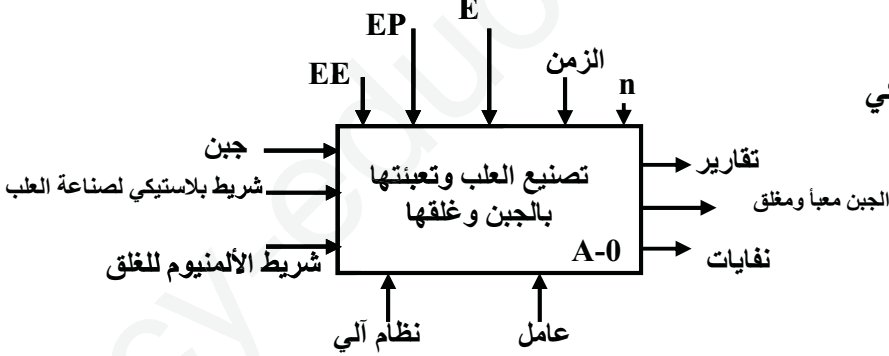 E
EP
الزمن
EE
n
ئي
جبن
شريط بلاستيكي لصناعة العلب
شريط الألمنيوم للغلق
تصنيع العلب وتعبئتها
بالجبن وغلقها
A-0
تقارير
الجبن معبأ ومغلق
نفايات
نظام آلي
عامل